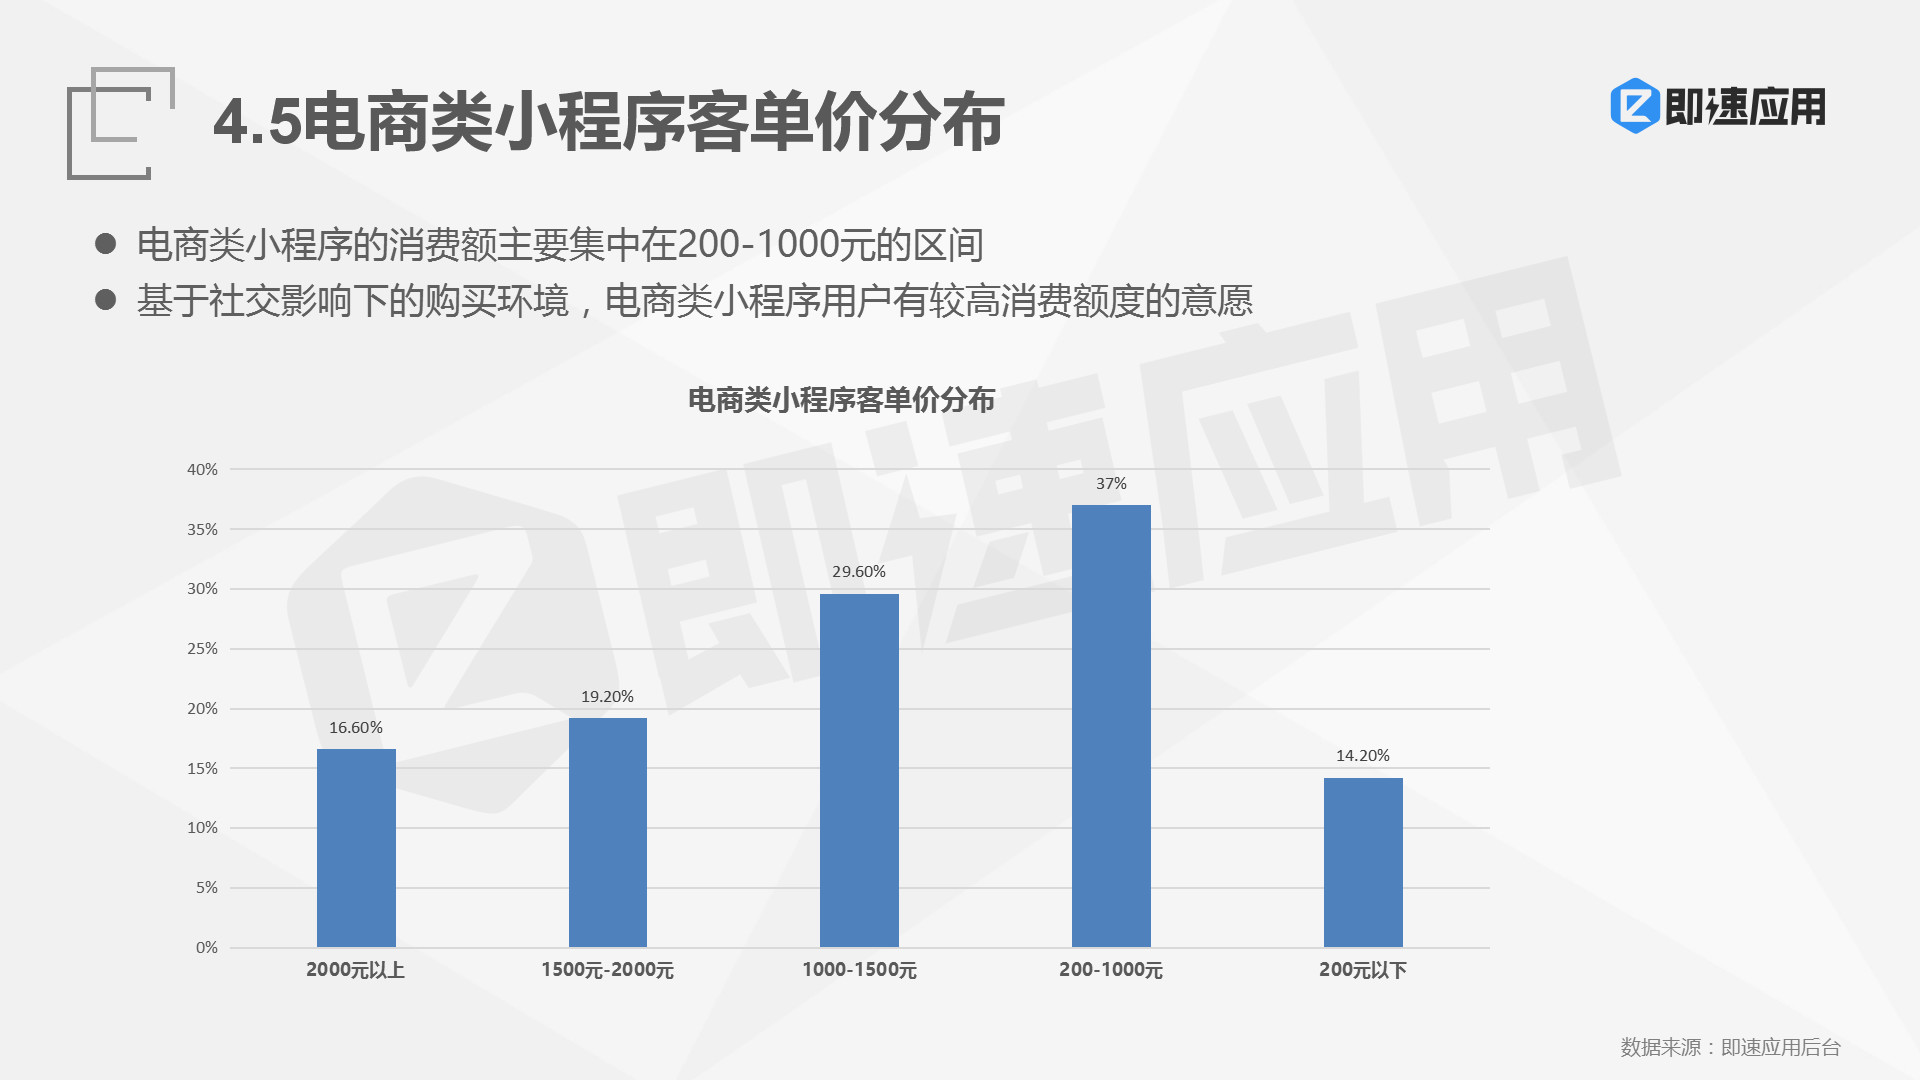 4.5电商类小程序客单价分布
即速应用
电商类小程序的消费额主要集中在200-1000元的区间
基于社交影响下的购买环境，电商类小程序用户有较高消费额度的意愿
电商类小程序客单价分布
40%
35%
30%
25%
20%
15%
10%
5%
0%
16.60%
19.20%
29.60%
37%
14.20%
2000元以上
1500元-2000元
1000-1500元
200-1000元
200元以下
即速应用
数据来源：即速应用后台